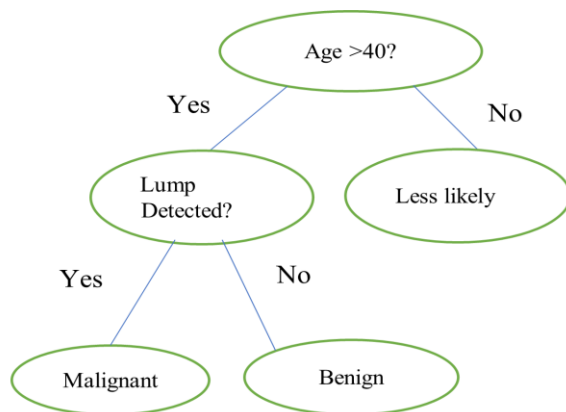 Age >40?
Yes
No
Lump
Detected?
Less likely
Yes
No
Malignant
Benign